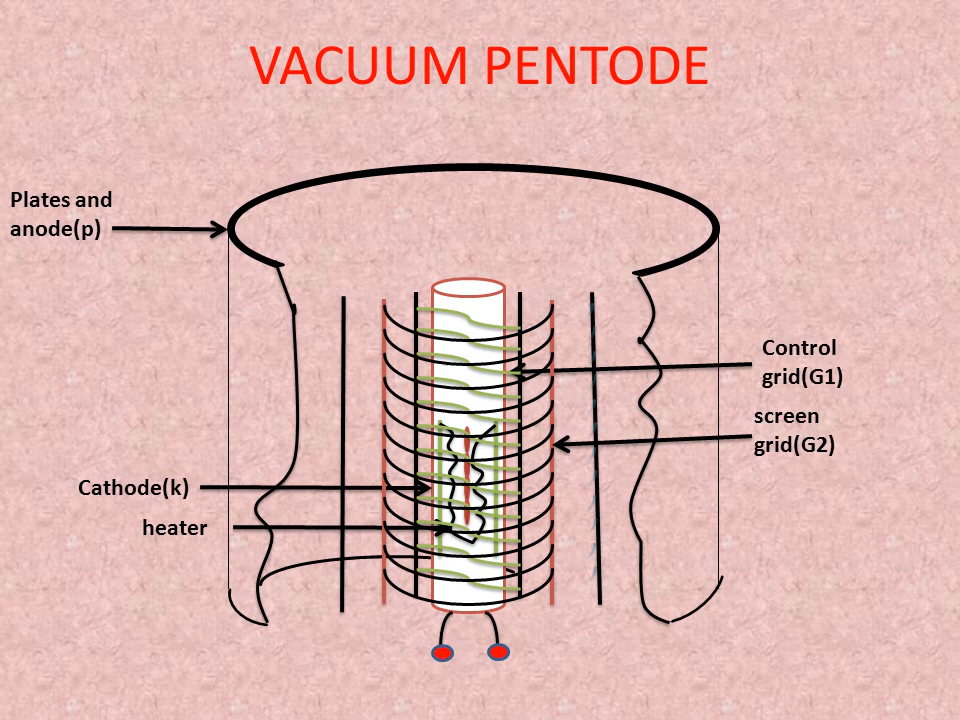 VACUUM PENTODE
Plates and
anode(p)
Control
grid(G1)
screen
grid(G2)
Cathode(k)
heater